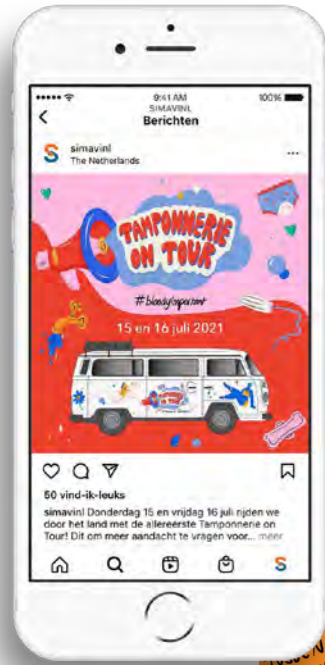 9:41 AM
100%
SIMAVINL
Berichten
simavinl
The Netherlands
TAMPONNERIE
ON TOUR
#bloodyimportant
15 en 16 juli 2021
50 vind-ik-leuks
simavinl Donderdag 15 en vrijdag 16 juli rijden we
door het land met de allereerste Tamponnerie on
Tour! Dit om meer aandacht te vragen voor... meer